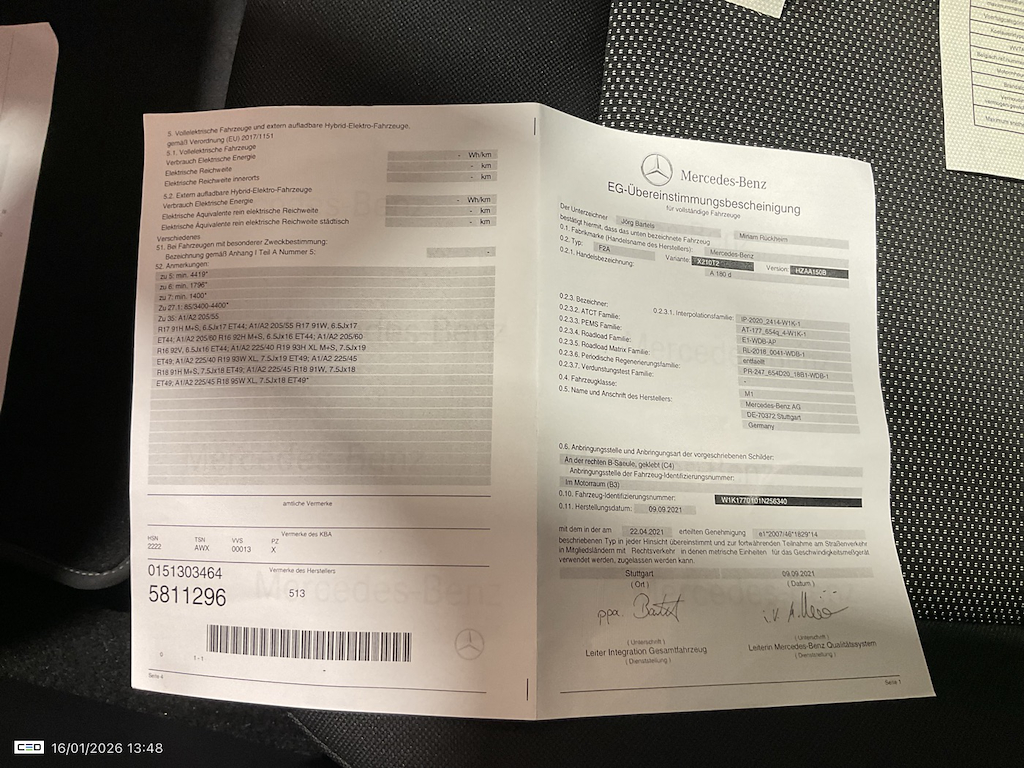 5. Vollelektrische Fahrzeuge und extern aufladbare Hybrid-Elektro-Fahrzeuge,
gemäß Verordnung (EU) 2017/1151
5.1. Vollelektrische Fahrzeuge
Verbrauch Elektrische Energie - Wh/km
Elektrische Reichweite - km
Elektrische Reichweite innerorts - km
5.2. Extern aufladbare Hybrid-Elektro-Fahrzeuge
Verbrauch Elektrische Energie - Wh/km
Elektrische Äquivalente rein elektrische Reichweite - km
Elektrische Äquivalente rein elektrische Reichweite städtisch - km
Verschiedenes
51. Bei Fahrzeugen mit besonderer Zweckbestimmung:
Bezeichnung gemäß Anhang I Teil A Nummer 5: -
52. Anmerkungen:
zu 5: min. 4419*
zu 6: min. 1796*
zu 7: min. 1400*
Zu 27.1: 85/3400-4400*
Zu 35: A1/A2 205/55
R17 91H M+S, 6.5Jx17 ET44; A1/A2 205/55 R17 91W, 6.5Jx17
ET44; A1/A2 205/60 R16 92H M+S, 6.5Jx16 ET44; A1/A2 205/60
R16 92V, 6.5Jx16 ET44; A1/A2 225/40 R19 93H XL M+S, 7.5Jx19
ET49; A1/A2 225/40 R19 93W XL, 7.5Jx19 ET49; A1/A2 225/45
R18 91H M+S, 7.5Jx18 ET49; A1/A2 225/45 R18 91W, 7.5Jx18
ET49; A1/A2 225/45 R18 95W XL, 7.5Jx18 ET49*
amtliche Vermerke
Vermerke des KBA
HSN TSN VVS PZ
2222 AWX 00013 X
0151303464 Vermerke des Herstellers
5811296 513
1-1
Seite 4
Mercedes-Benz
EG-Übereinstimmungsbescheinigung
für vollständige Fahrzeuge
Der Unterzeichner Jörg Bartels Miriam Rückheim
bestätigt hiermit, dass das unten bezeichnete Fahrzeug
0.1. Fabrikmarke (Handelsname des Herstellers): Mercedes-Benz
0.2. Typ: F2A Variante: X210T2 Version: HZAA150B
0.2.1. Handelsbezeichnung: A 180 d
0.2.3. Bezeichner:
0.2.3.1. Interpolationsfamilie: IP-2020_2414-W1K-1
0.2.3.2. ATCT Familie: AT-177_654q_4-W1K-1
0.2.3.3. PEMS Familie: E1-WDB-AP
0.2.3.4. Roadload Familie: RL-2018_0041-WDB-1
0.2.3.5. Roadload Matrix Familie: entfaellt
0.2.3.6. Periodische Regenerierungsfamilie: PR-247_654D20_18B1-WDB-1
0.2.3.7. Verdunstungstest Familie: -
0.4. Fahrzeugklasse: M1
0.5. Name und Anschrift des Herstellers: Mercedes-Benz AG
DE-70372 Stuttgart
Germany
0.6. Anbringungsstelle und Anbringungsart der vorgeschriebenen Schilder:
An der rechten B-Saeule, geklebt (C4)
Anbringungsstelle der Fahrzeug-Identifizierungsnummer:
Im Motorraum (B3)
0.10. Fahrzeug-Identifizierungsnummer: W1K1770101N256340
0.11. Herstellungsdatum: 09.09.2021
mit dem in der am 22.04.2021 erteilten Genehmigung e1*2007/46*1829*14
beschriebenen Typ in jeder Hinsicht übereinstimmt und zur fortwährenden Teilnahme am Straßenverkehr
in Mitgliedsländern mit Rechtsverkehr in denen metrische Einheiten für das Geschwindigkeitsmeßgerät
verwendet werden, zugelassen werden kann.
Stuttgart 09.09.2021
(Ort) (Datum)
ppa.
(Unterschrift) (Unterschrift)
Leiter Integration Gesamtfahrzeug Leiterin Mercedes-Benz Qualitätssystem
(Dienststellung) (Dienststellung)
Seite 1
CEO 16/01/2026 13:48